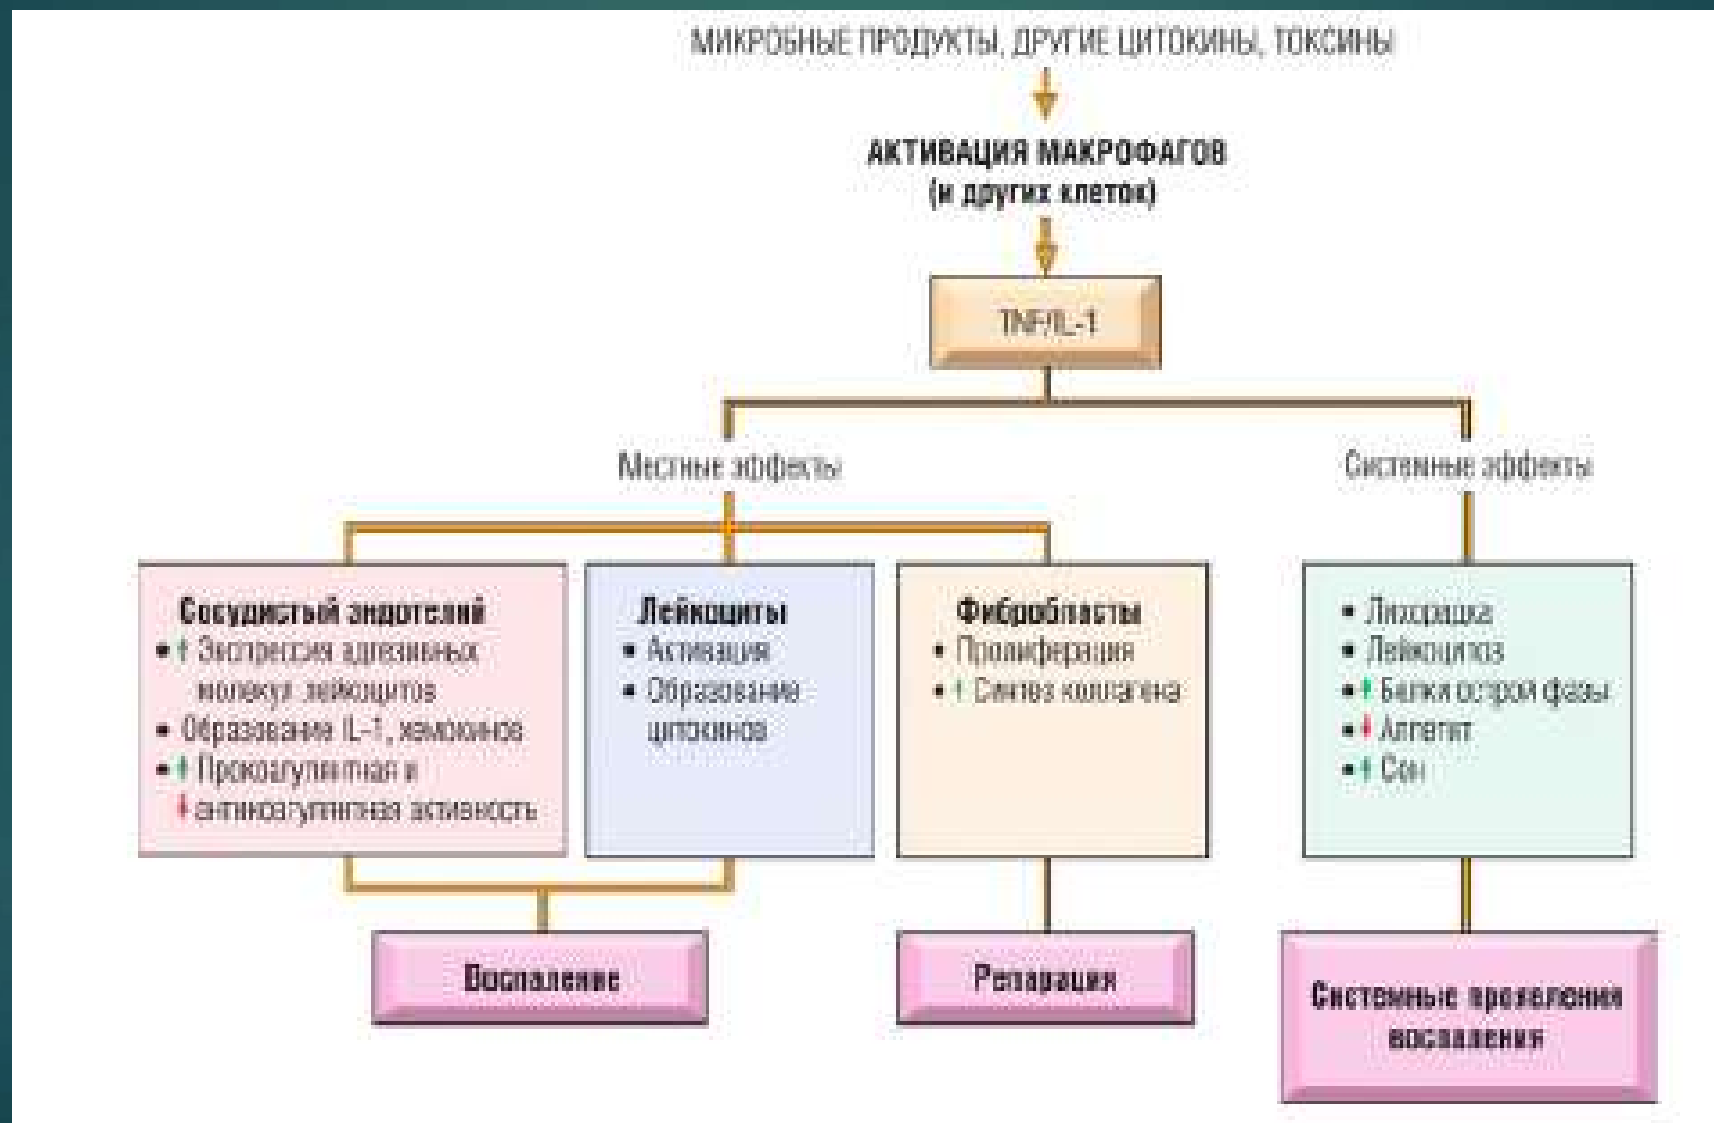 МИКРОБНЫЕ ПРОДУКТЫ, ДРУГИЕ ЦИТОКИНЫ, ТОКСИНЫ
АКТИВАЦИЯ МАКРОФАГОВ
(и других клеток)
TNF/IL-1
Местные эффекты
Системные эффекты
Сосудистый эндотелий
• ↑ Экспрессия адгезивных
молекул лейкоцитов
• Образование IL-1, хемокинов
• ↑ Прокоагулянтная и
↓ антикоагулянтная активность
Лейкоциты
• Активация
• Образование
цитокинов
Фибробласты
• Пролиферация
• ↑ Синтез коллагена
• Лихорадка
• Лейкоцитоз
• ↑ Белки острой фазы
• ↓ Аппетит
• ↑ Сон
Воспаление
Репарация
Системные проявления
воспаления